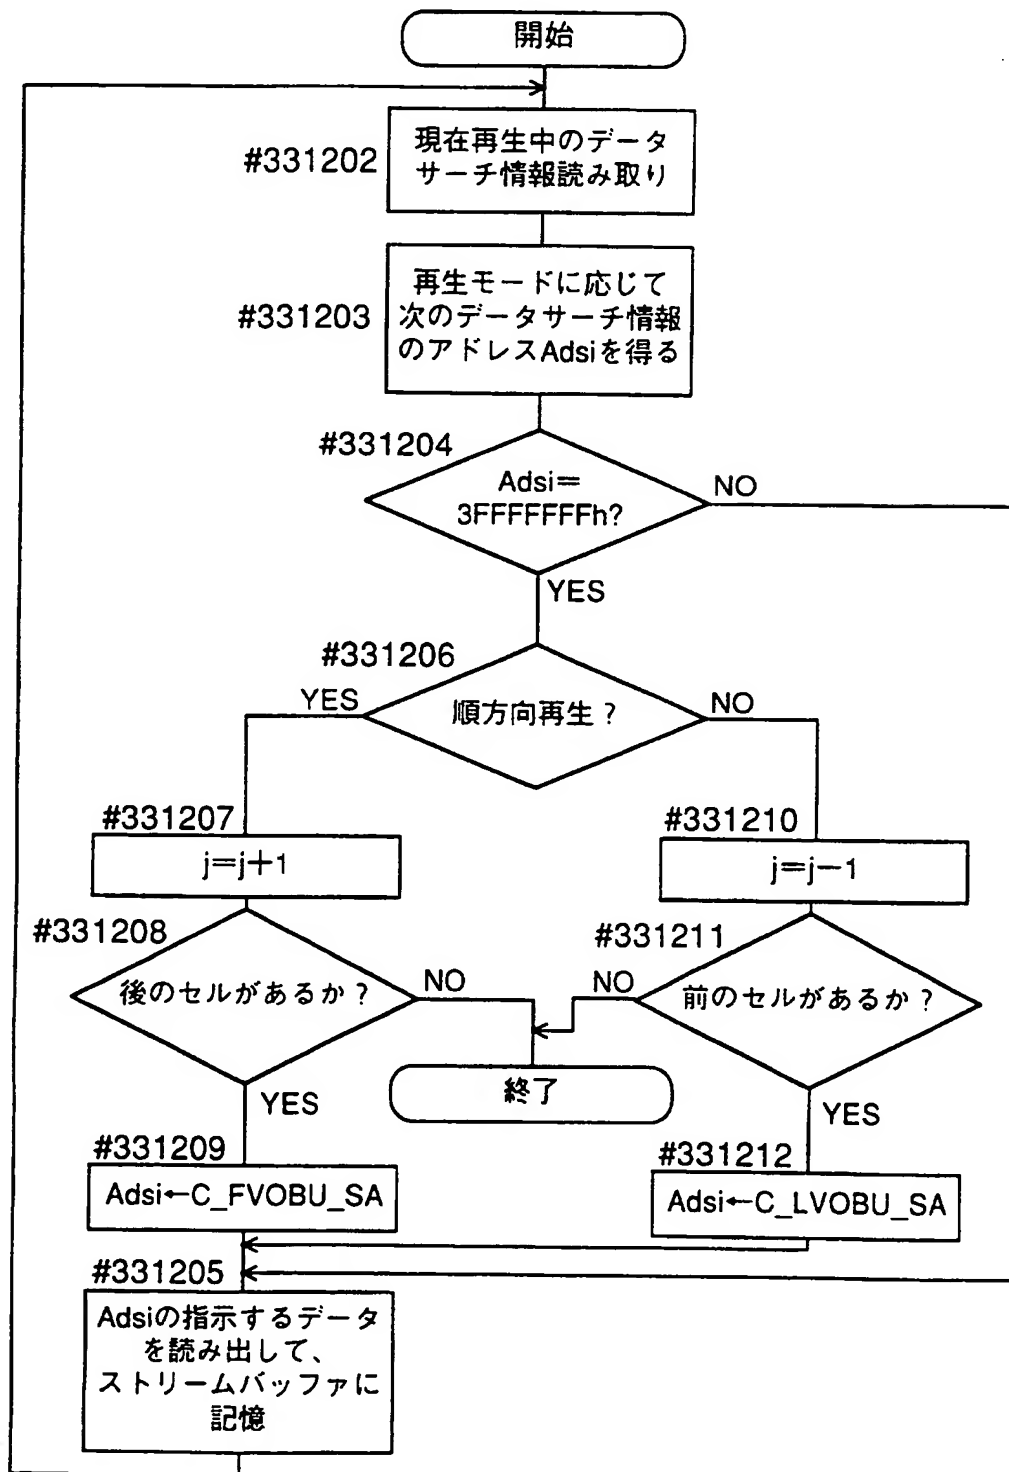 開始
#331202
現在再生中のデータ
サーチ情報読み取り
#331203
再生モードに応じて
次のデータサーチ情報
のアドレスAdsiを得る
#331204
Adsi=
3FFFFFFFh?
NO
YES
#331206
順方向再生？
YES
NO
#331207
j=j+1
#331210
j=j-1
#331208
後のセルがあるか？
NO
#331211
前のセルがあるか？
NO
終了
YES
YES
#331209
Adsi←C_FVOBU_SA
#331212
Adsi←C_LVOBU_SA
#331205
Adsiの指示するデータ
を読み出して、
ストリームバッファに
記憶